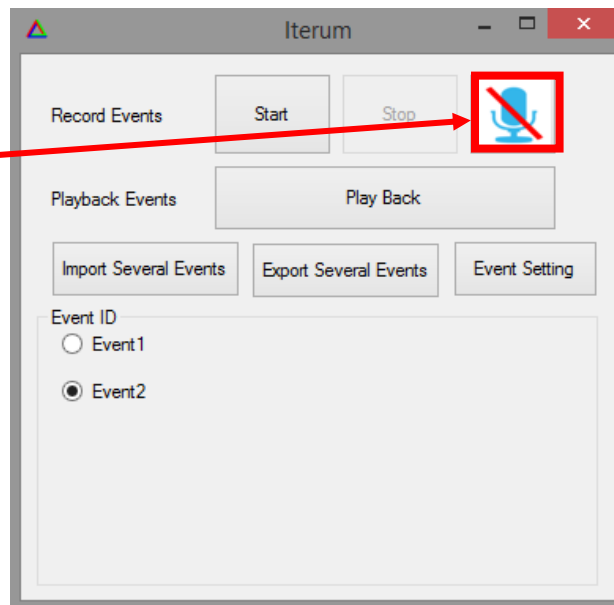 Iterum
Record Events Start Stop
Playback Events Play Back
Import Several Events Export Several Events Event Setting
Event ID
Event1
Event2